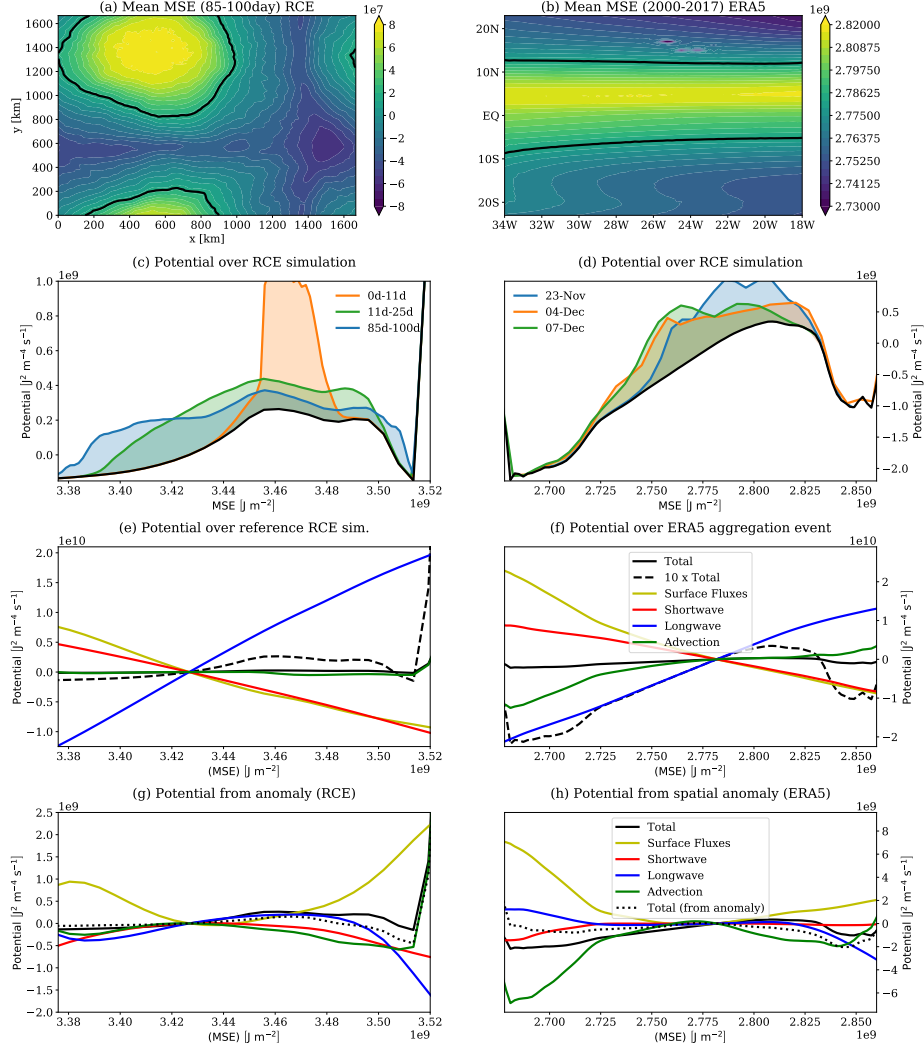 (a) Mean MSE (85-100day) RCE
1e7
1600
1400
1200
1000
800
600
400
200
0
y [km]
0 200 400 600 800 1000 1200 1400 1600
x [km]
8
6
4
2
0
−2
−4
−6
−8
(b) Mean MSE (2000-2017) ERA5
1e9
20N
10N
EQ
10S
20S
34W 32W 30W 28W 26W 24W 22W 20W 18W
2.82000
2.80875
2.79750
2.78625
2.77500
2.76375
2.75250
2.74125
2.73000
(c) Potential over RCE simulation
1e9
1.0
0.8
0.6
0.4
0.2
0.0
Potential [J² m⁻⁴ s⁻¹]
0d-11d
11d-25d
85d-100d
3.38 3.40 3.42 3.44 3.46 3.48 3.50 3.52
MSE [J m⁻²]
1e9
(d) Potential over RCE simulation
1e9
23-Nov
04-Dec
07-Dec
0.5
0.0
−0.5
−1.0
−1.5
−2.0
Potential [J² m⁻⁴ s⁻¹]
2.700 2.725 2.750 2.775 2.800 2.825 2.850
MSE [J m⁻²]
1e9
(e) Potential over reference RCE sim.
1e10
2.0
1.5
1.0
0.5
0.0
−0.5
−1.0
Potential [J² m⁻⁴ s⁻¹]
3.38 3.40 3.42 3.44 3.46 3.48 3.50 3.52
(MSE) [J m⁻²]
1e9
(f) Potential over ERA5 aggregation event
1e10
Total
10 x Total
Surface Fluxes
Shortwave
Longwave
Advection
2
1
0
−1
−2
Potential [J² m⁻⁴ s⁻¹]
2.700 2.725 2.750 2.775 2.800 2.825 2.850
(MSE) [J m⁻²]
1e9
(g) Potential from anomaly (RCE)
1e9
2.5
2.0
1.5
1.0
0.5
0.0
−0.5
−1.0
−1.5
−2.0
Potential [J² m⁻⁴ s⁻¹]
3.38 3.40 3.42 3.44 3.46 3.48 3.50 3.52
(MSE) [J m⁻²]
1e9
(h) Potential from spatial anomaly (ERA5)
1e9
Total
Surface Fluxes
Shortwave
Longwave
Advection
Total (from anomaly)
8
6
4
2
0
−2
−4
−6
Potential [J² m⁻⁴ s⁻¹]
2.700 2.725 2.750 2.775 2.800 2.825 2.850
(MSE) [J m⁻²]
1e9